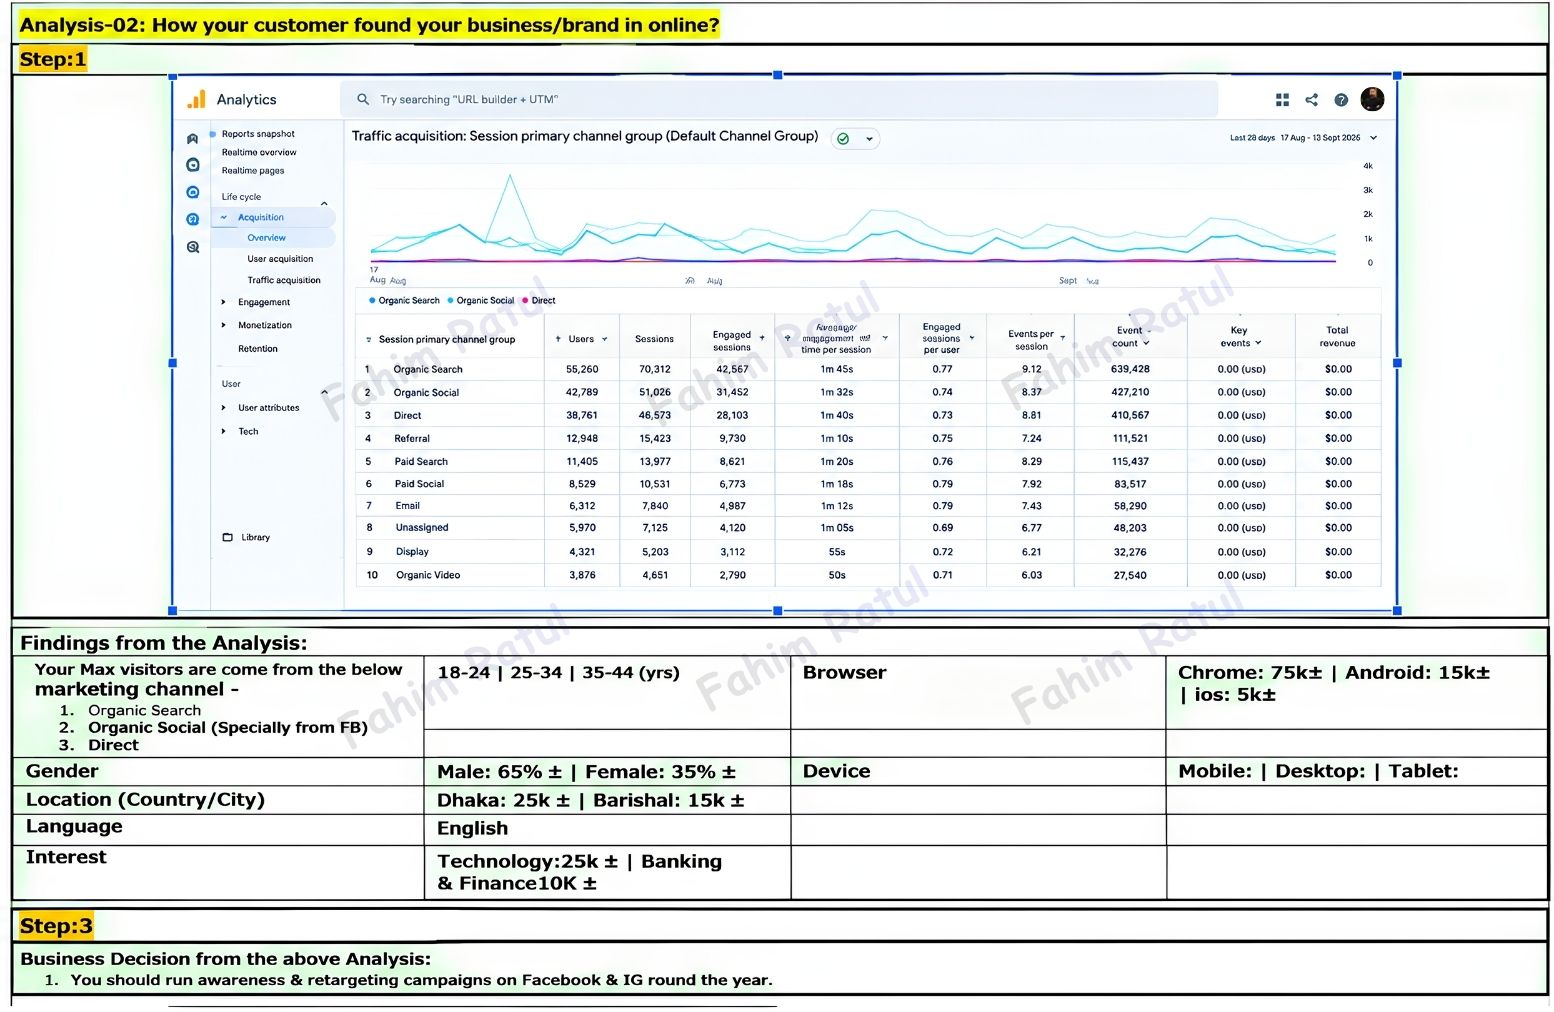 Analysis-02: How your customer found your business/brand in online?
Step:1
Analytics
Try searching "URL builder + UTM"
Reports snapshot
Realtime overview
Realtime pages
Life cycle
Acquisition
Overview
User acquisition
Traffic acquisition
Engagement
Monetization
Retention
User
User attributes
Tech
Library
Traffic acquisition: Session primary channel group (Default Channel Group)
Last 28 days 17 Aug - 13 Sept 2025
4k
3k
2k
1k
0
17
Aug Aug
Aug
Sept
Organic Search Organic Social Direct
Session primary channel group Users Sessions Engaged sessions time per session Engaged sessions per user Events per session Event count Key events Total revenue
1 Organic Search 55,260 70,312 42,567 1m 45s 0.77 9.12 639,428 0.00 (USD) $0.00
2 Organic Social 42,789 51,026 31,452 1m 32s 0.74 8.37 427,210 0.00 (USD) $0.00
3 Direct 38,761 46,573 28,103 1m 40s 0.73 8.81 410,567 0.00 (USD) $0.00
4 Referral 12,948 15,423 9,730 1m 10s 0.75 7.24 111,521 0.00 (USD) $0.00
5 Paid Search 11,405 13,977 8,621 1m 20s 0.76 8.29 115,437 0.00 (USD) $0.00
6 Paid Social 8,529 10,531 6,773 1m 18s 0.79 7.92 83,517 0.00 (USD) $0.00
7 Email 6,312 7,840 4,987 1m 12s 0.79 7.43 58,290 0.00 (USD) $0.00
8 Unassigned 5,970 7,125 4,120 1m 05s 0.69 6.77 48,203 0.00 (USD) $0.00
9 Display 4,321 5,203 3,112 55s 0.72 6.21 32,276 0.00 (USD) $0.00
10 Organic Video 3,876 4,651 2,790 50s 0.71 6.03 27,540 0.00 (USD) $0.00
Fahim Ratul
Fahim Ratul
Fahim Ratul
Fahim Ratul
Fahim Ratul
Fahim Ratul
Findings from the Analysis:
Your Max visitors are come from the below
marketing channel -
1. Organic Search
2. Organic Social (Specially from FB)
3. Direct
18-24 | 25-34 | 35-44 (yrs)
Browser
Chrome: 75k± | Android: 15k±
| ios: 5k±
Gender
Male: 65% ± | Female: 35% ±
Device
Mobile: | Desktop: | Tablet:
Location (Country/City)
Dhaka: 25k ± | Barishal: 15k ±
Language
English
Interest
Technology:25k ± | Banking
& Finance10K ±
Step:3
Business Decision from the above Analysis:
1. You should run awareness & retargeting campaigns on Facebook & IG round the year.